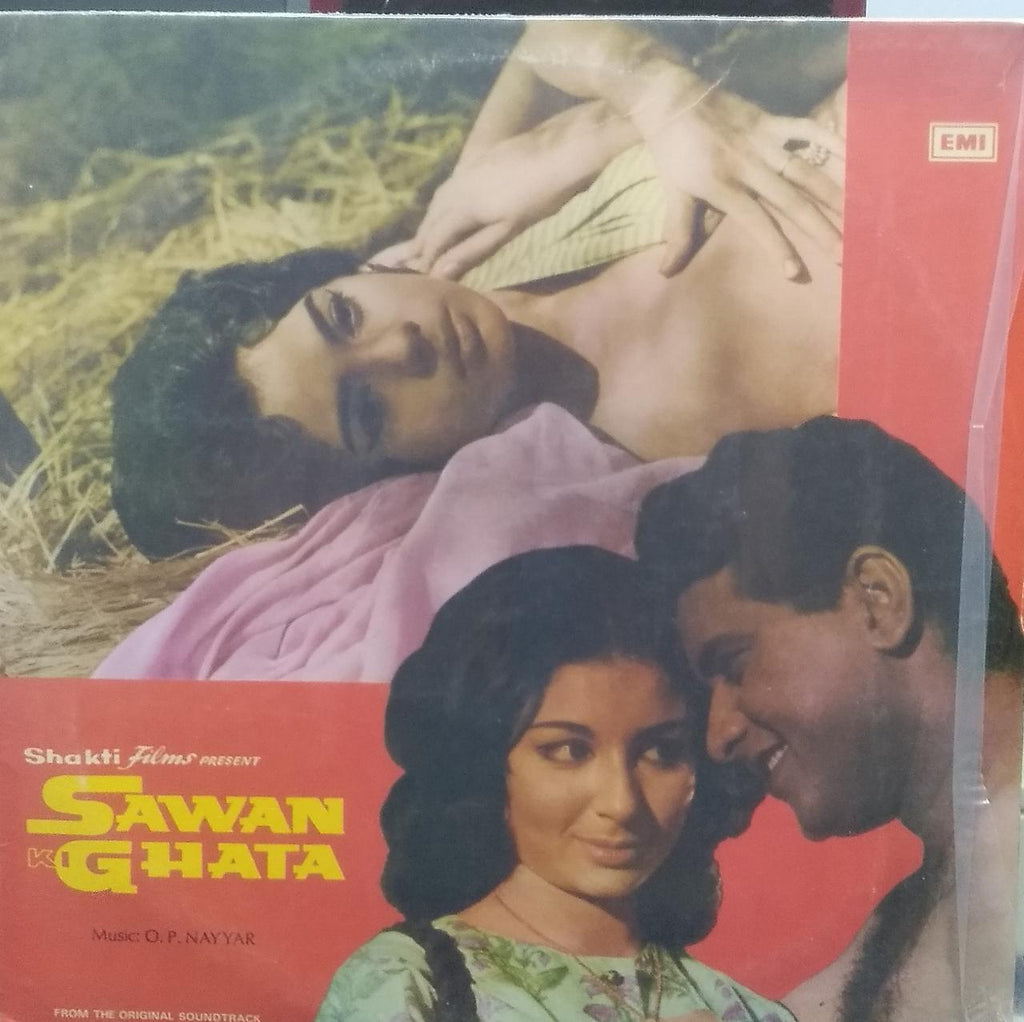 EMI
Shakti Films PRESENT
SAWAN
KI GHATA
Music: O. P. NAYYAR
FROM THE ORIGINAL SOUNDTRACK